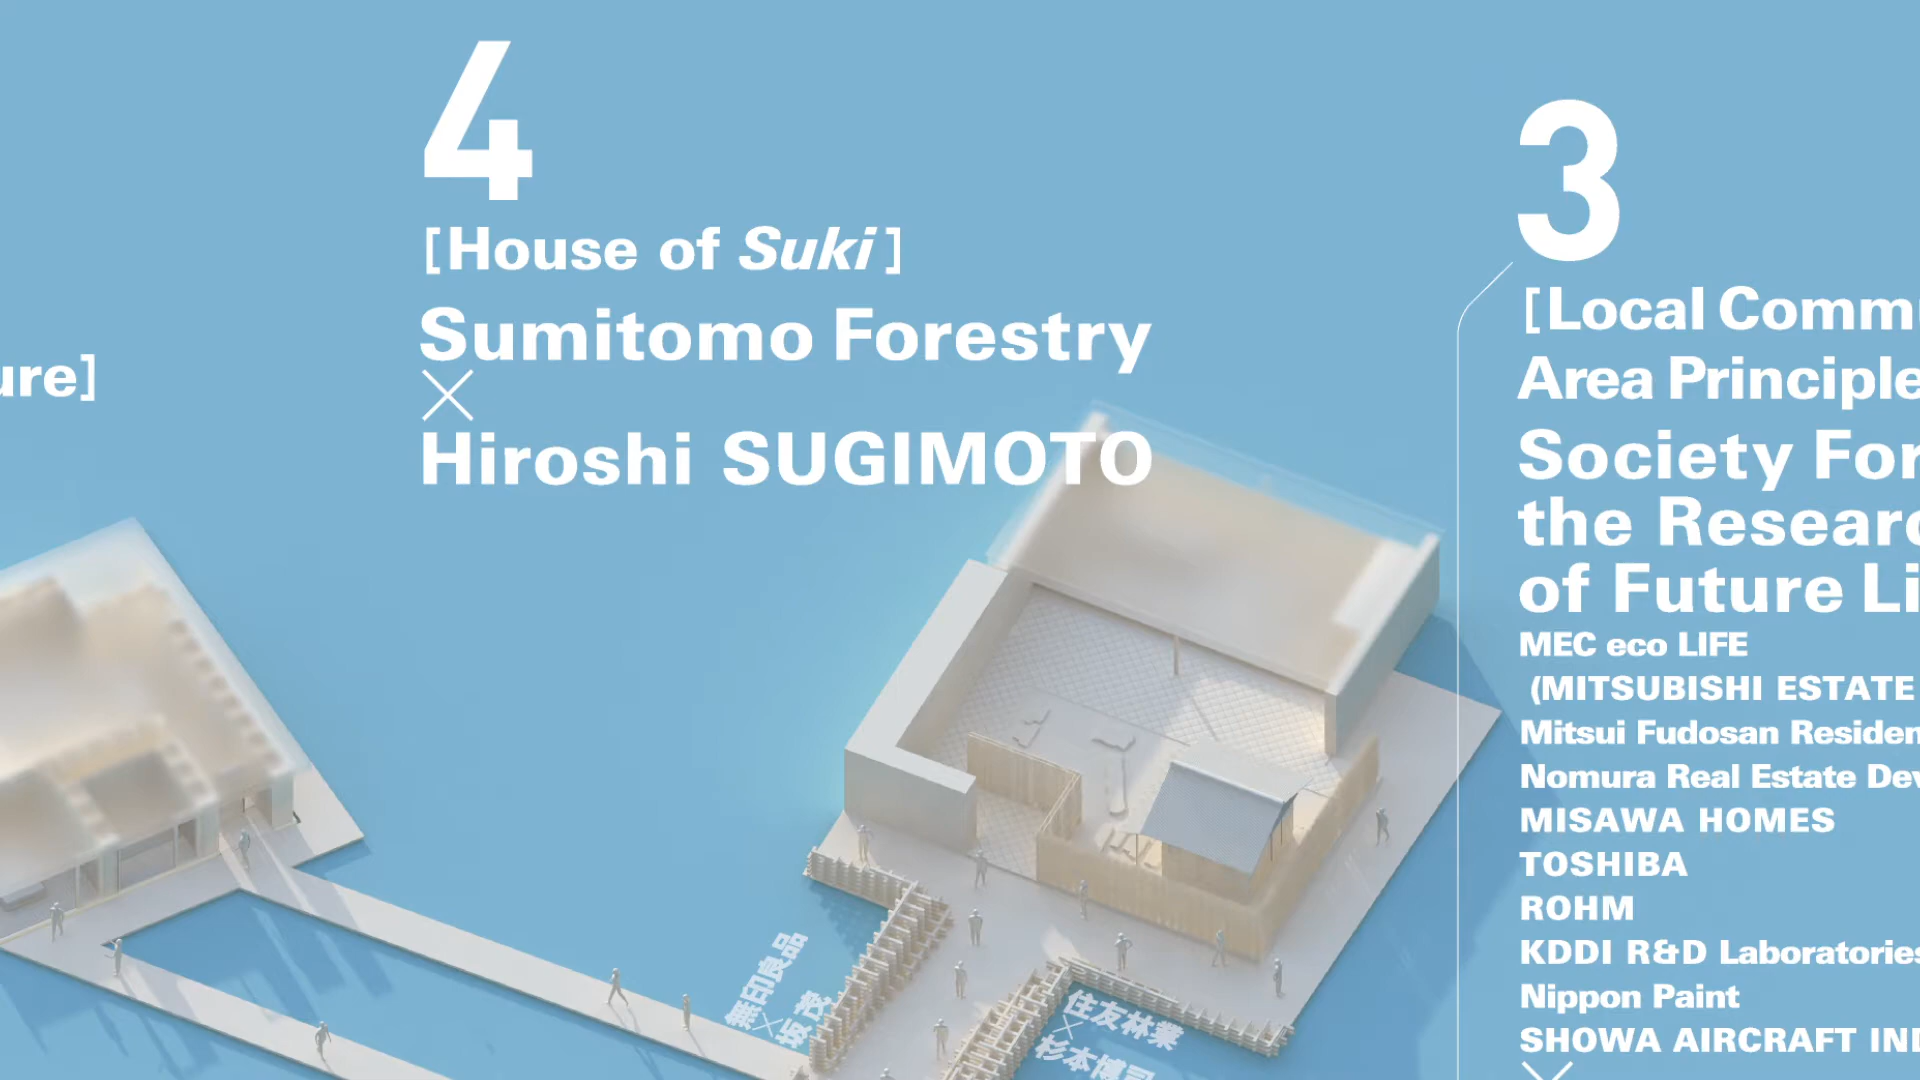 ure]
4
[House of Suki]
Sumitomo Forestry
×
Hiroshi SUGIMOTO
3
[Local Comm
Area Principle
Society For
the Researc
of Future Li
MEC eco LIFE
(MITSUBISHI ESTATE
Mitsui Fudosan Residen
Nomura Real Estate Dev
MISAWA HOMES
TOSHIBA
ROHM
KDDI R&D Laboratories
Nippon Paint
SHOWA AIRCRAFT IND
無印良品
×
坂 茂
住友林業
×
杉本博司